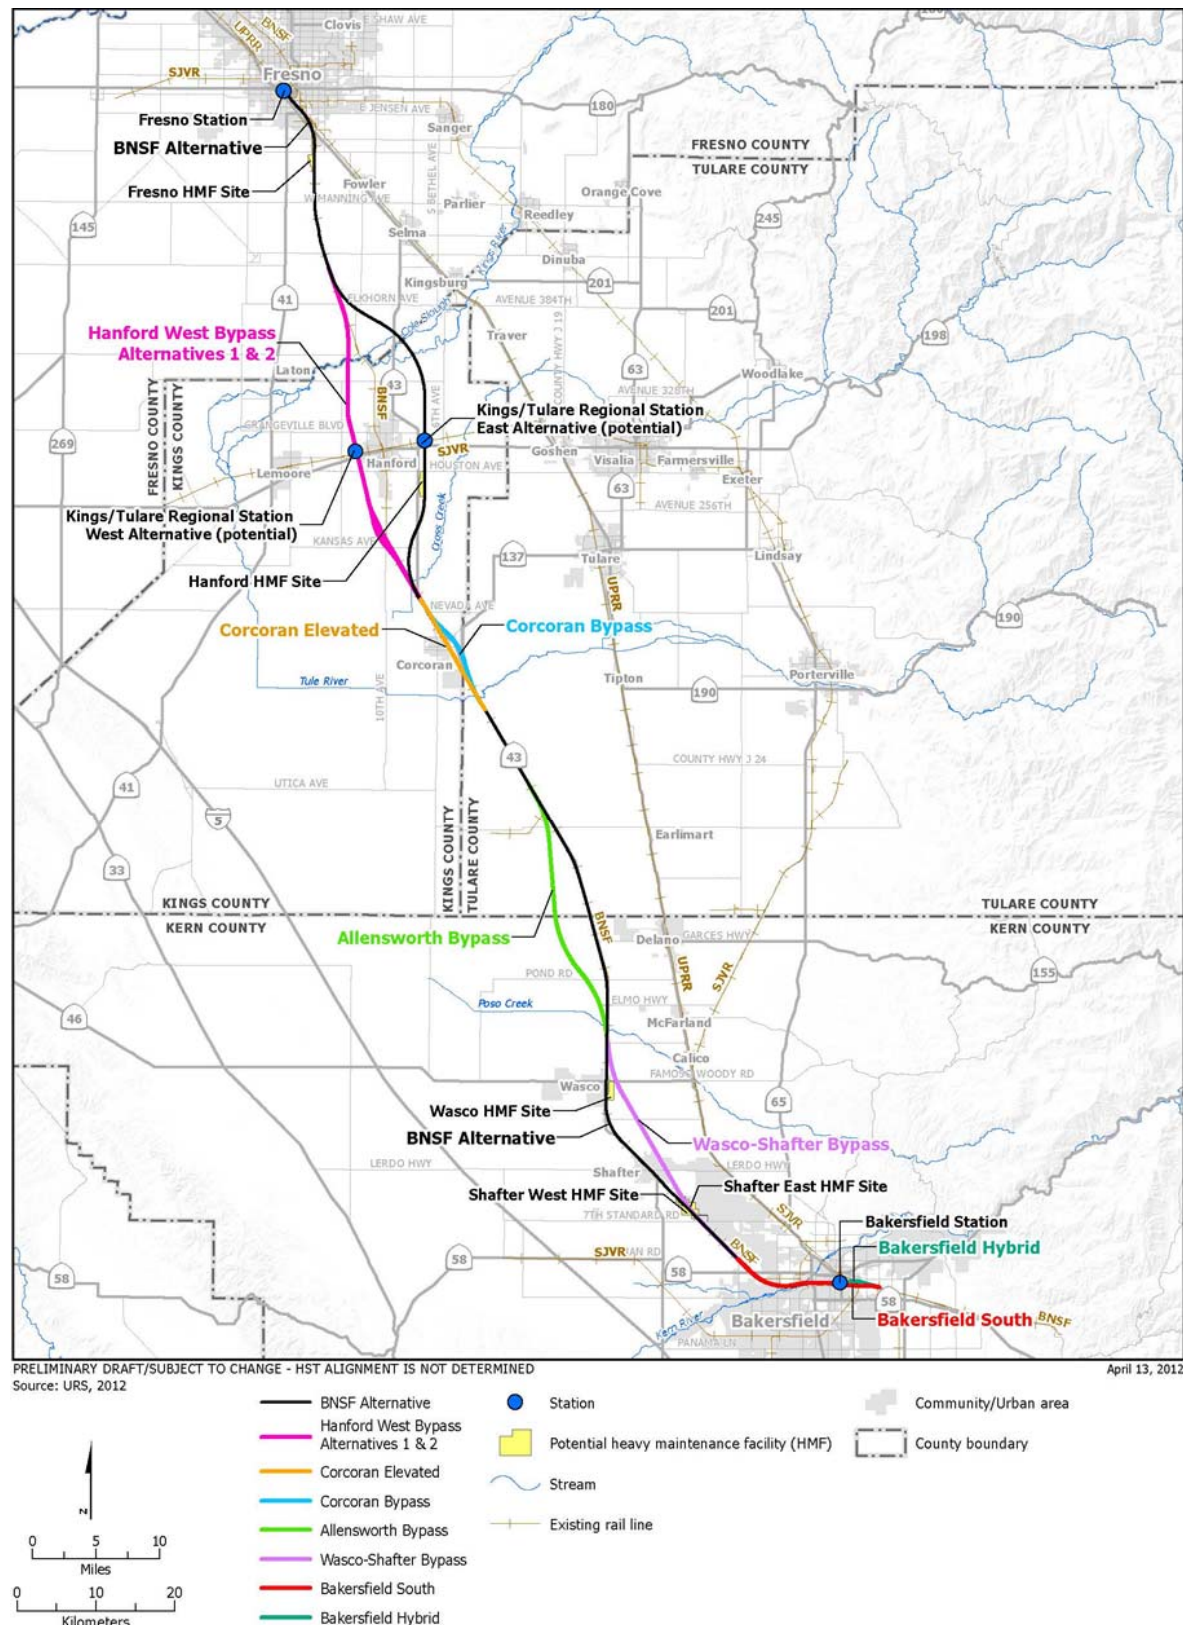 E SHAW AVE
Clovis
UPRR
BNSF
SJVR
Fresno
180
E JENSEN AVE
Fresno Station
Sanger
BNSF Alternative
FRESNO COUNTY
TULARE COUNTY
Fresno HMF Site
Fowler
S BETHEL AVE
Orange Cove
W MANNING AVE
Parlier
Reedley
145
Selma
245
Kings River
Dinuba
Kingsburg
201
41
ELKHORN AVE
AVENUE 384TH
201
Cole Slough
Hanford West Bypass
Alternatives 1 & 2
Traver
COUNTY HWY J 19
198
Laton
43
63
Woodlake
AVENUE 328TH
FRESNO COUNTY
KINGS COUNTY
BNSF
6TH AVE
Kings/Tulare Regional Station
East Alternative (potential)
GRANGEVILLE BLVD
269
SJVR
Goshen
Visalia
Farmersville
Lemoore
Hanford
HOUSTON AVE
Exeter
63
Kings/Tulare Regional Station
West Alternative (potential)
AVENUE 256TH
Cross Creek
KANSAS AVE
137
Tulare
Lindsay
Hanford HMF Site
UPRR
NEVADA AVE
190
Corcoran Elevated
Corcoran Bypass
Corcoran
Tule River
10TH AVE
Tipton
190
Porterville
43
COUNTY HWY J 24
UTICA AVE
41
5
KINGS COUNTY
TULARE COUNTY
Earlimart
33
KINGS COUNTY
KERN COUNTY
TULARE COUNTY
KERN COUNTY
BNSF
Allensworth Bypass
Delano
GARCES HWY
POND RD
UPRR
SJVR
155
Poso Creek
ELMO HWY
46
McFarland
Calico
FAMOSO WOODY RD
Wasco
65
Wasco HMF Site
BNSF Alternative
Wasco-Shafter Bypass
LERDO HWY
Shafter
LERDO HWY
Shafter West HMF Site
Shafter East HMF Site
7TH STANDARD RD
SJVR
Bakersfield Station
BNSF
Bakersfield Hybrid
SJVR
58
58
58
58
Kern River
Bakersfield
Bakersfield South
BNSF
PANAMA LN
PRELIMINARY DRAFT/SUBJECT TO CHANGE - HST ALIGNMENT IS NOT DETERMINED
April 13, 2012
Source: URS, 2012
BNSF Alternative
Hanford West Bypass
Alternatives 1 & 2
Corcoran Elevated
Corcoran Bypass
Allensworth Bypass
Wasco-Shafter Bypass
Bakersfield South
Bakersfield Hybrid
Station
Potential heavy maintenance facility (HMF)
Stream
Existing rail line
Community/Urban area
County boundary
N
0 5 10
Miles
0 10 20
Kilometers